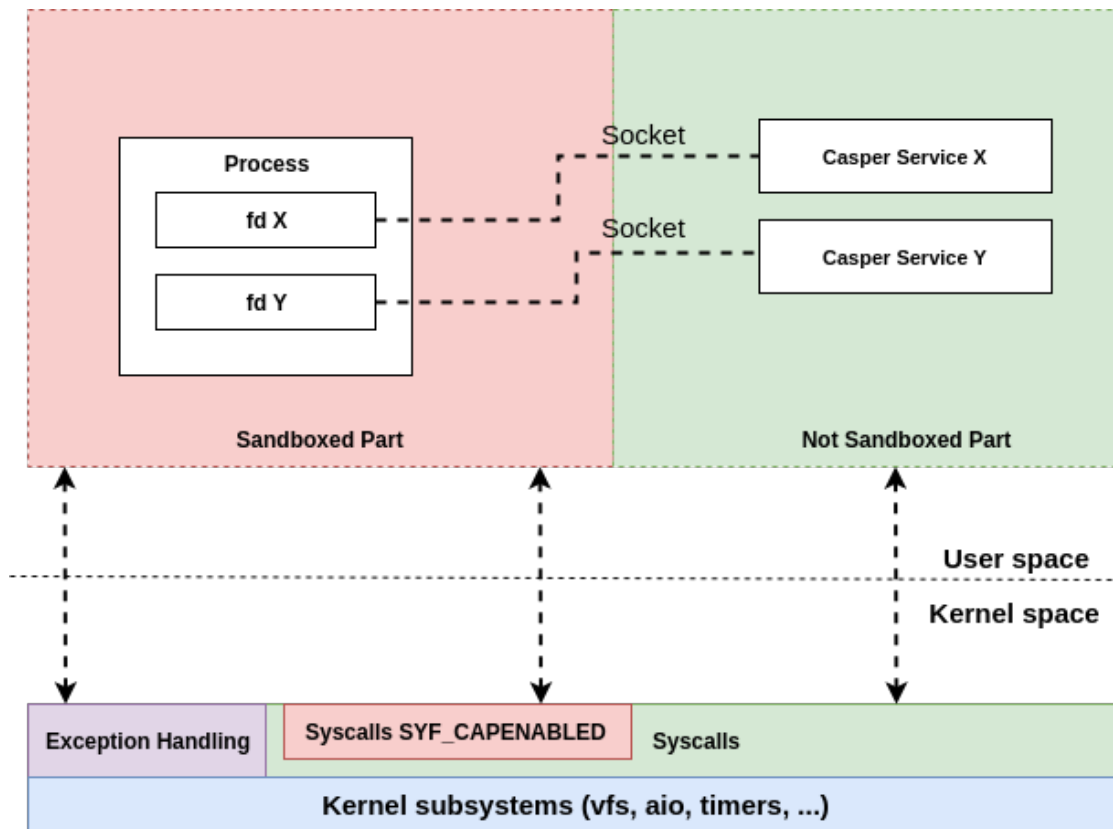 Socket
Casper Service X
Process
fd X
Socket
Casper Service Y
fd Y
Sandboxed Part
Not Sandboxed Part
User space
Kernel space
Exception Handling
Syscalls SYF_CAPENABLED
Syscalls
Kernel subsystems (vfs, aio, timers, ...)